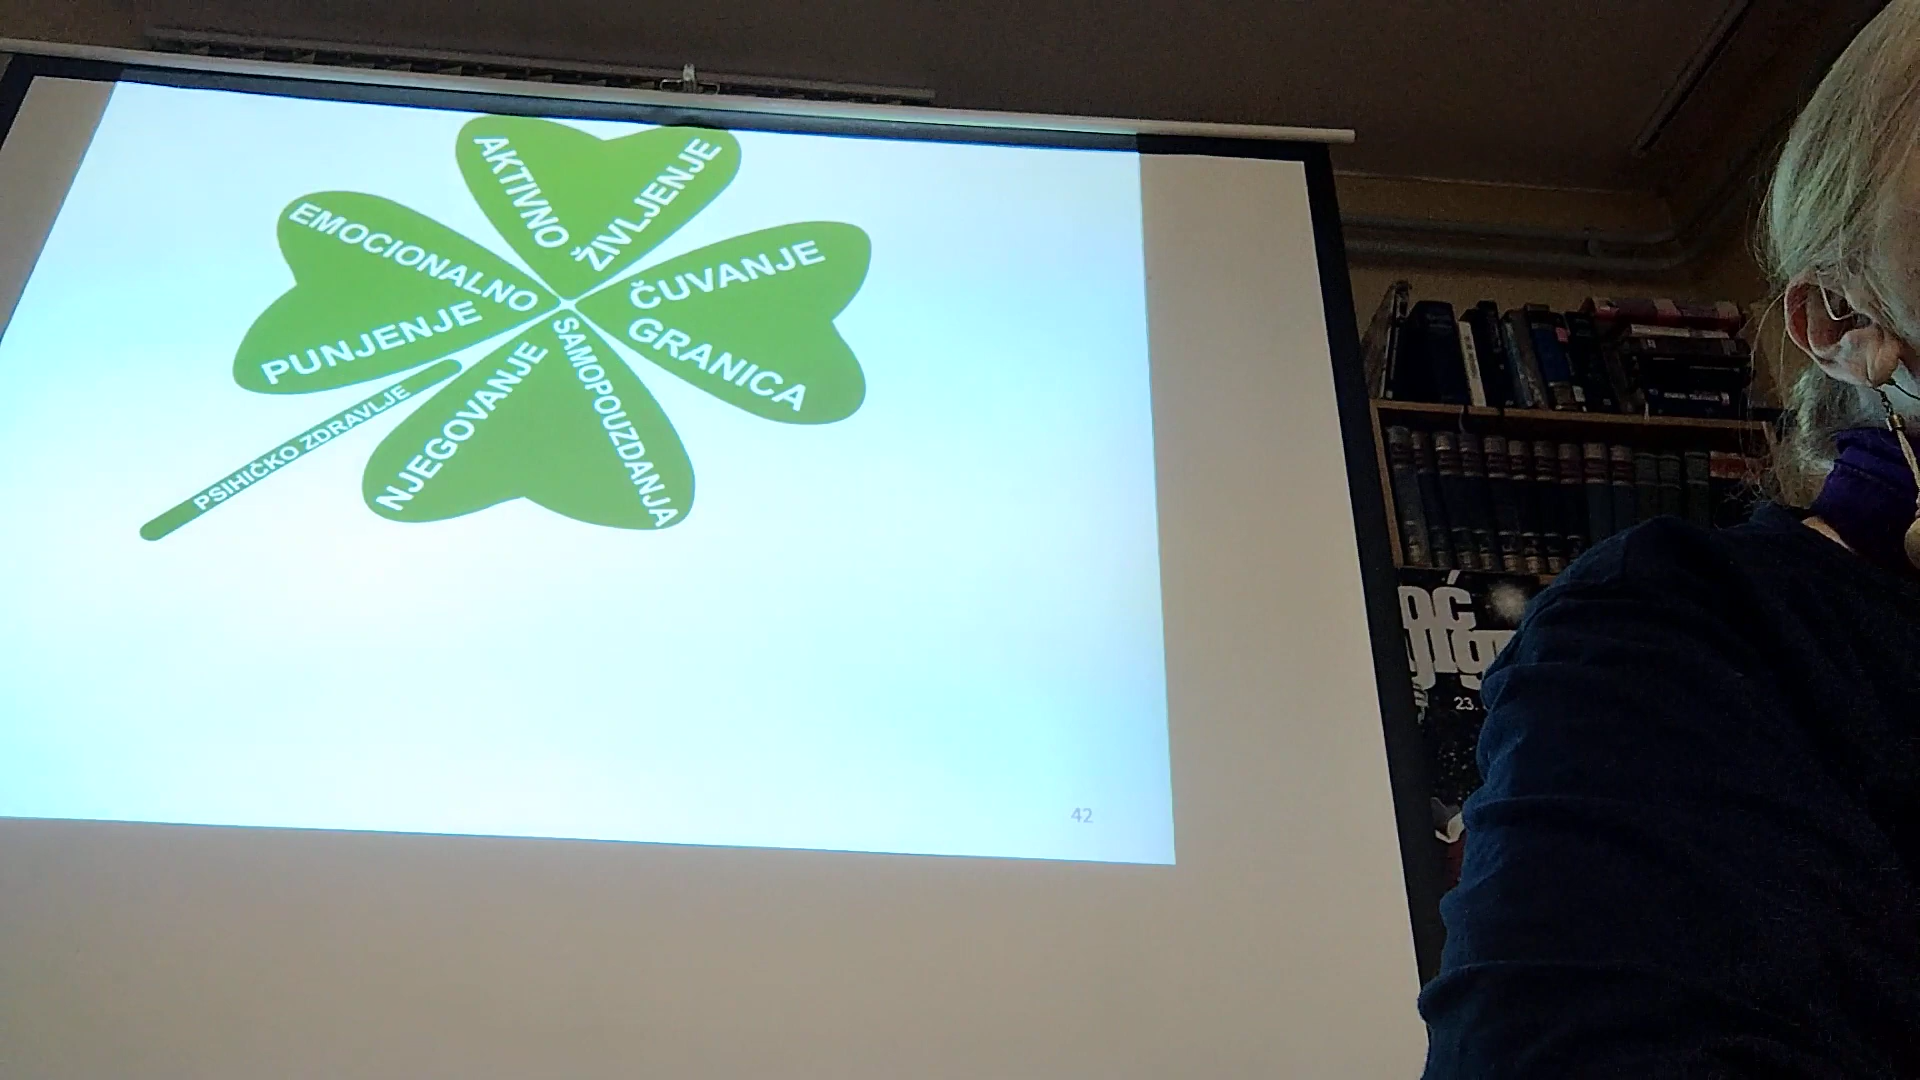 AKTIVNO ŽIVLJENJE
EMOCIONALNO PUNJENJE
ČUVANJE GRANICA
NJEGOVANJE SAMOPOUZDANJA
PSIHIČKO ZDRAVLJE
42
23.